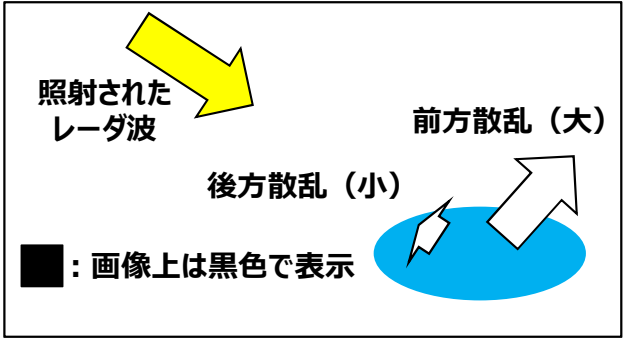 照射された
レーダ波
前方散乱（大）
後方散乱（小）
：画像上は黒色で表示